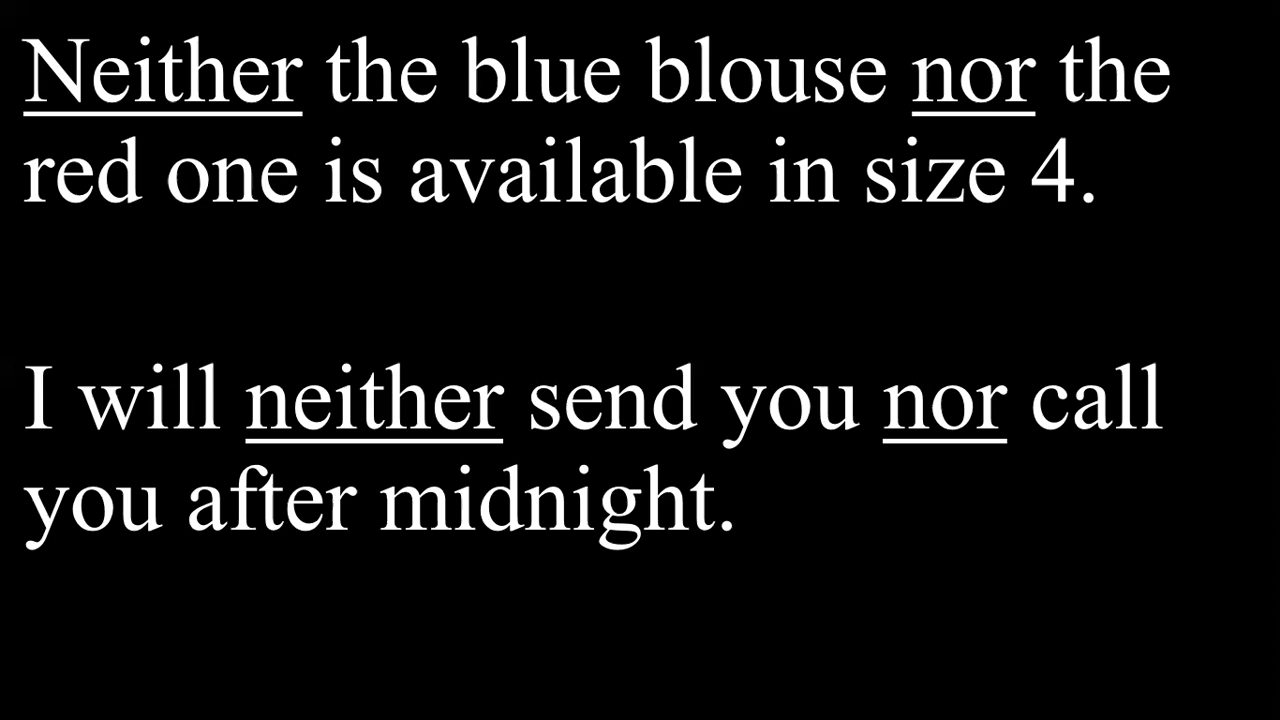 Neither the blue blouse nor the
red one is available in size 4.
I will neither send you nor call
you after midnight.